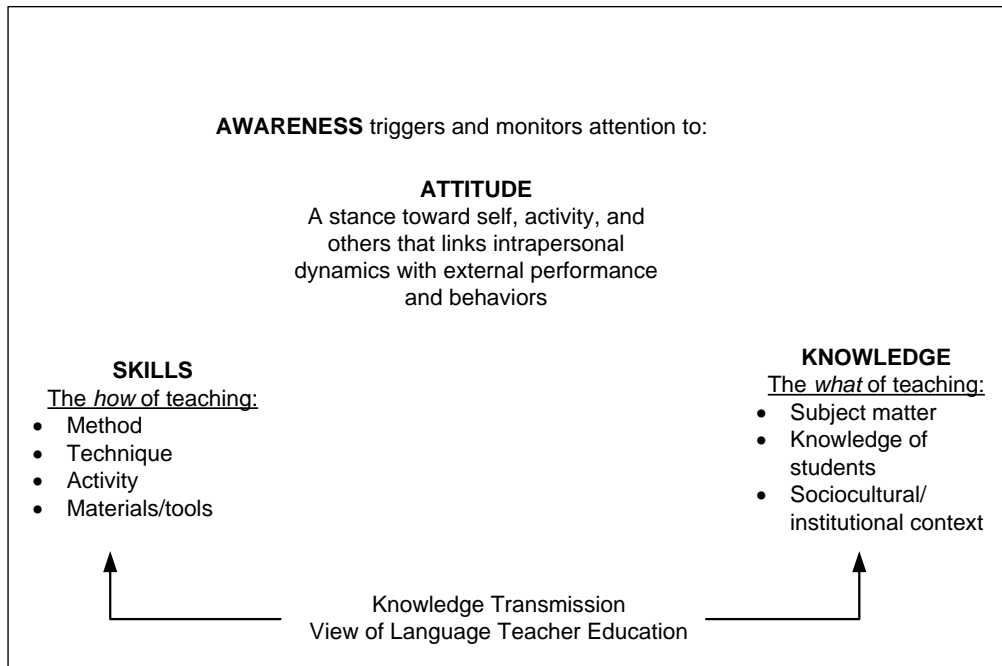 AWARENESS triggers and monitors attention to:
ATTITUDE
A stance toward self, activity, and
others that links intrapersonal
dynamics with external performance
and behaviors
SKILLS
The how of teaching:
• Method
• Technique
• Activity
• Materials/tools
KNOWLEDGE
The what of teaching:
• Subject matter
• Knowledge of
students
• Sociocultural/
institutional context
Knowledge Transmission
View of Language Teacher Education